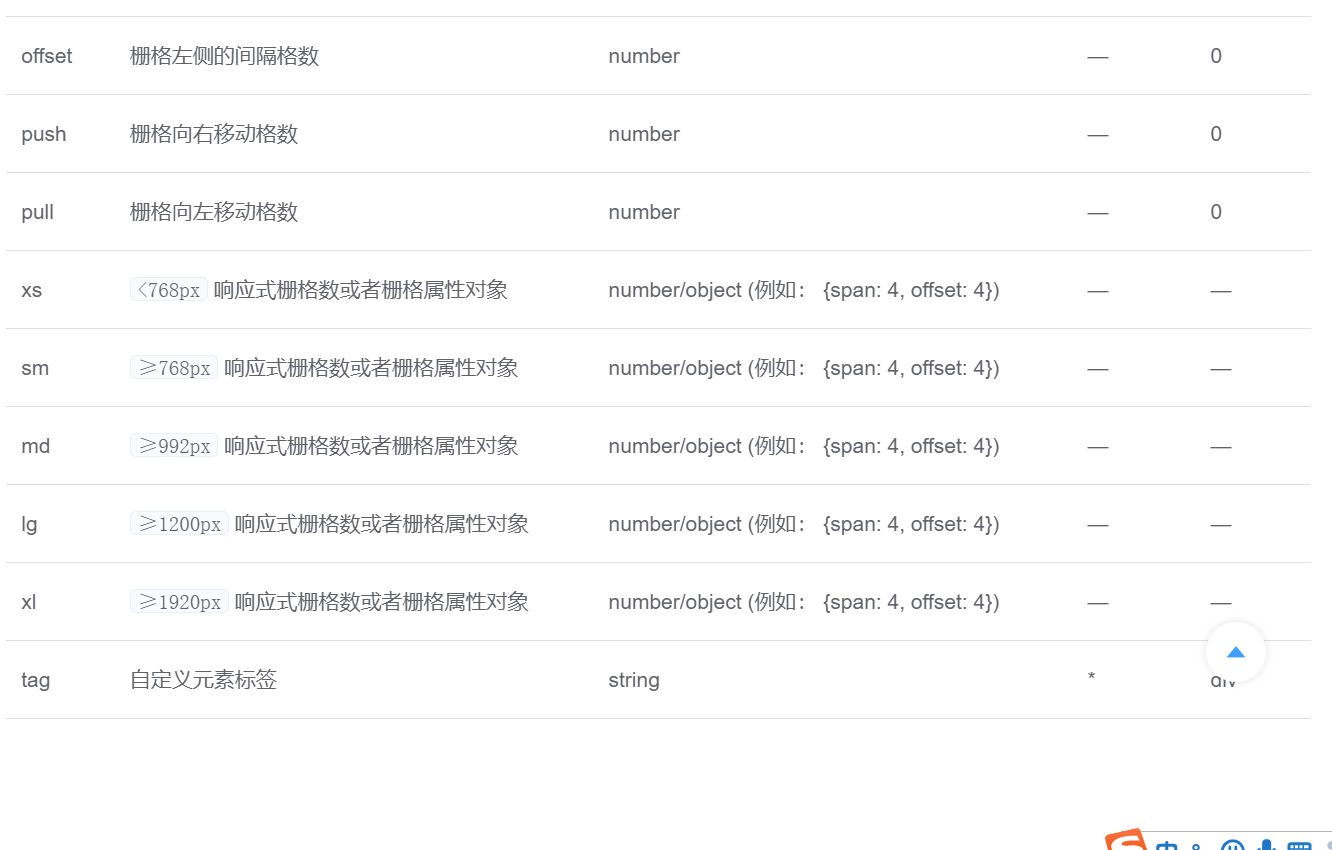 offset 栅格左侧的间隔格数 number — 0
push 栅格向右移动格数 number — 0
pull 栅格向左移动格数 number — 0
xs <768px 响应式栅格数或者栅格属性对象 number/object (例如： {span: 4, offset: 4}) — —
sm ≥768px 响应式栅格数或者栅格属性对象 number/object (例如： {span: 4, offset: 4}) — —
md ≥992px 响应式栅格数或者栅格属性对象 number/object (例如： {span: 4, offset: 4}) — —
lg ≥1200px 响应式栅格数或者栅格属性对象 number/object (例如： {span: 4, offset: 4}) — —
xl ≥1920px 响应式栅格数或者栅格属性对象 number/object (例如： {span: 4, offset: 4}) — —
tag 自定义元素标签 string * div
中